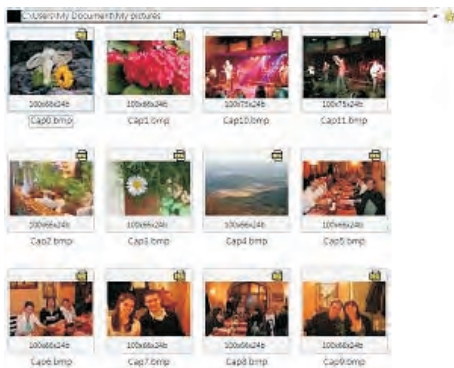 C:\Users\My Documents\My pictures
100x66x24b 100x66x24b 100x75x24b 100x75x24b
Cap0.bmp Cap1.bmp Cap10.bmp Cap11.bmp
100x66x24b 100x66x24b 100x66x24b 100x66x24b
Cap2.bmp Cap3.bmp Cap4.bmp Cap5.bmp
100x66x24b 100x66x24b 100x66x24b 100x66x24b
Cap6.bmp Cap7.bmp Cap8.bmp Cap9.bmp